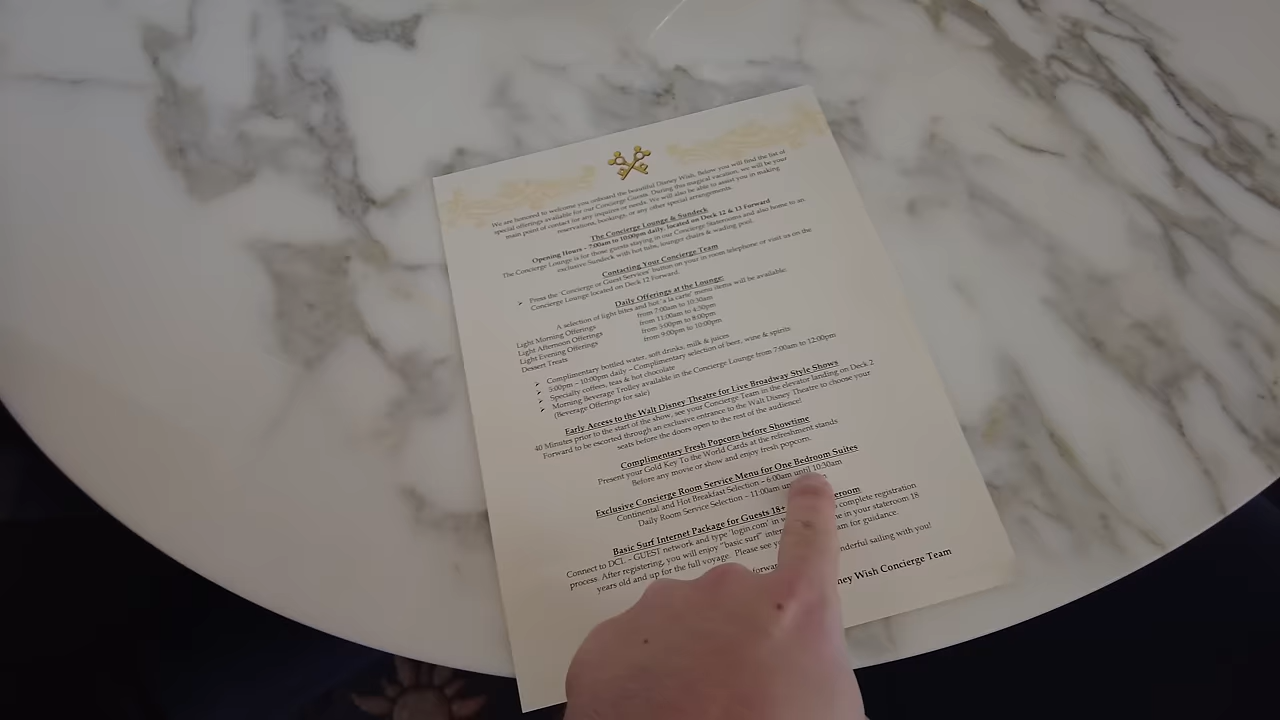 We are honored to welcome you onboard the beautiful Disney Wish. Below you will find the list of
special offerings available for our Concierge Guests. During this magical vacation, we will be your
main point of contact for any inquiries or needs. We will also be able to assist you in making
reservations, bookings, or any other special arrangements.
The Concierge Lounge & Sundeck
Opening Hours – 7:00am to 10:00pm daily, located on Deck 12 & 13 Forward
The Concierge Lounge is for those guests staying in our Concierge Staterooms and also home to an
exclusive Sundeck with hot tubs, lounger chairs & wading pool.
Contacting Your Concierge Team
➢ Press the 'Concierge or Guest Services' button on your in room telephone or visit us on the
Concierge Lounge located on Deck 12 Forward.
Daily Offerings at the Lounge:
A selection of light bites and hot 'a la carte' menu items will be available:
Light Morning Offerings from 7:00am to 10:30am
Light Afternoon Offerings from 11:00am to 4:30pm
Light Evening Offerings from 5:00pm to 8:00pm
Dessert Treats from 9:00pm to 10:00pm
➢ Complimentary bottled water, soft drinks, milk & juices
➢ 5:00pm – 10:00pm daily – Complimentary selection of beer, wine & spirits
➢ Specialty coffees, teas & hot chocolate
➢ Morning Beverage Trolley available in the Concierge Lounge from 7:00am to 12:00pm
(Beverage Offerings for sale)
Early Access to the Walt Disney Theatre for Live Broadway Style Shows
40 Minutes prior to the start of the show, see your Concierge Team in the elevator landing on Deck 2
Forward to be escorted through an exclusive entrance to the Walt Disney Theatre to choose your
seats before the doors open to the rest of the audience!
Complimentary Fresh Popcorn before Showtime
Present your Gold Key To the World Cards at the refreshment stands
Before any movie or show and enjoy fresh popcorn.
Exclusive Concierge Room Service Menu for One Bedroom Suites
Continental and Hot Breakfast Selection – 6:00am until 10:30am
Daily Room Service Selection – 11:00am
Basic Surf Internet Package for Guests 18+ eroom
Connect to DCL – GUEST network and type 'login.com' in complete registration
process. After registering, you will enjoy "basic surf" ne in your stateroom 18
years old and up for the full voyage. Please see am for guidance.
forwa nderful sailing with you!
ney Wish Concierge Team